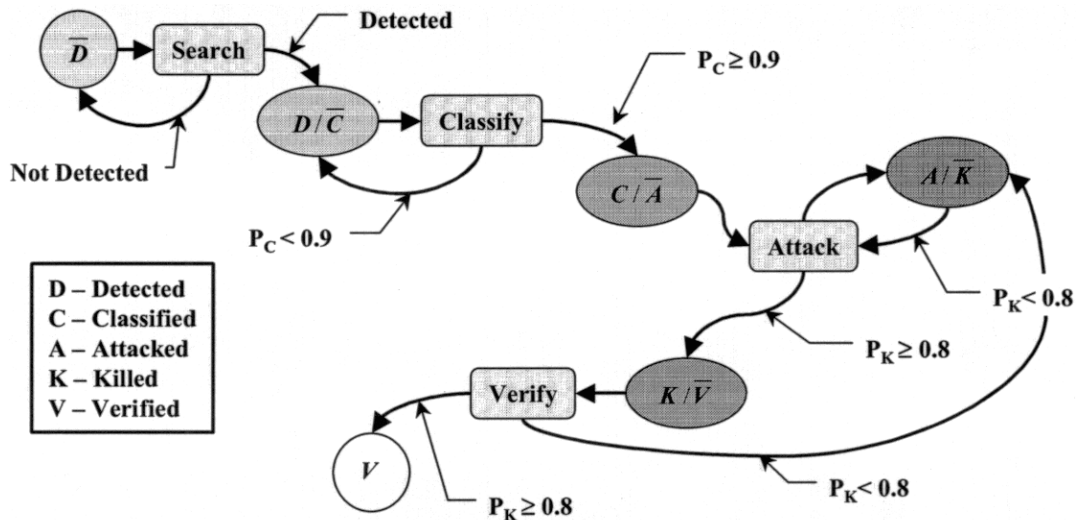 Detected
D̅
Search
P_C ≥ 0.9
D / C̅
Classify
A / K̅
Not Detected
C / A̅
P_C < 0.9
Attack
D – Detected
C – Classified
A – Attacked
K – Killed
V – Verified
P_K < 0.8
P_K ≥ 0.8
Verify
K / V̅
V
P_K < 0.8
P_K ≥ 0.8